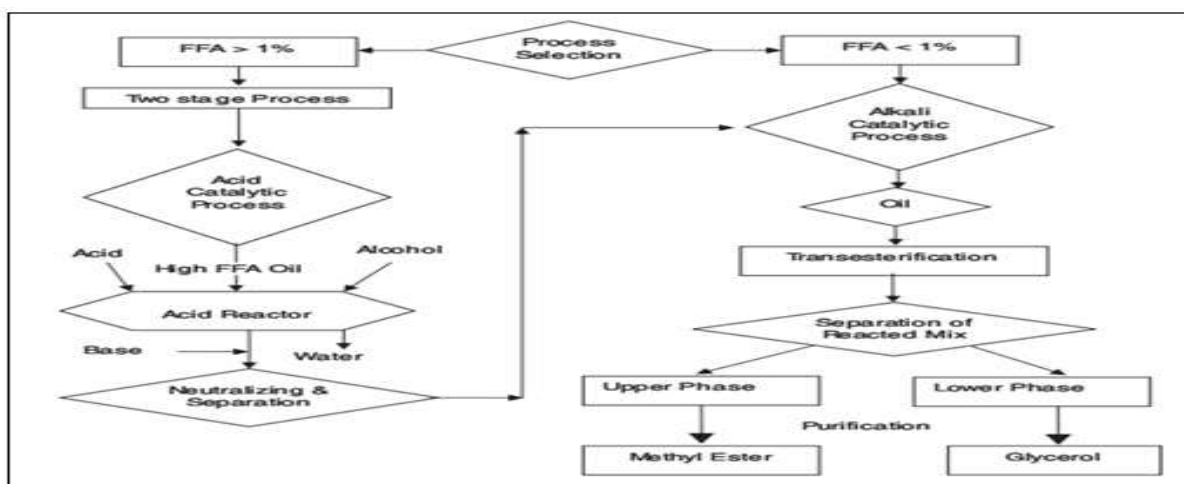 Process
Selection
FFA > 1%
FFA < 1%
Two stage Process
Alkali
Catalytic
Process
Acid
Catalytic
Process
Oil
Acid
Alcohol
High FFA Oil
Transesterification
Acid Reactor
Separation of
Reacted Mix
Base
Water
Neutralizing &
Separation
Upper Phase
Lower Phase
Purification
Methyl Ester
Glycerol